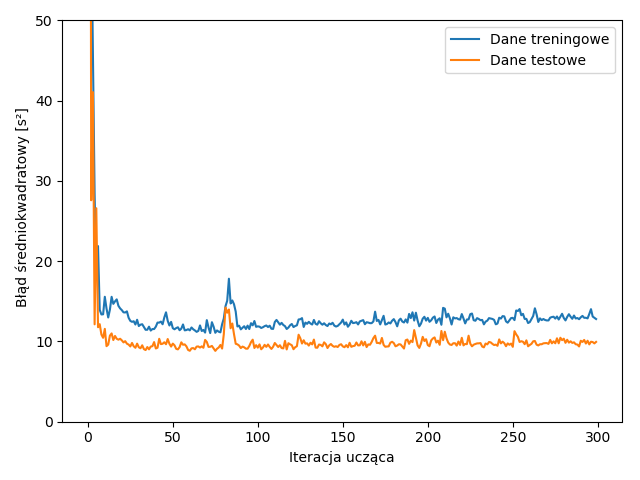 50
40
30
20
10
0
Błąd średniokwadratowy [s²]
Dane treningowe
Dane testowe
0 50 100 150 200 250 300
Iteracja ucząca